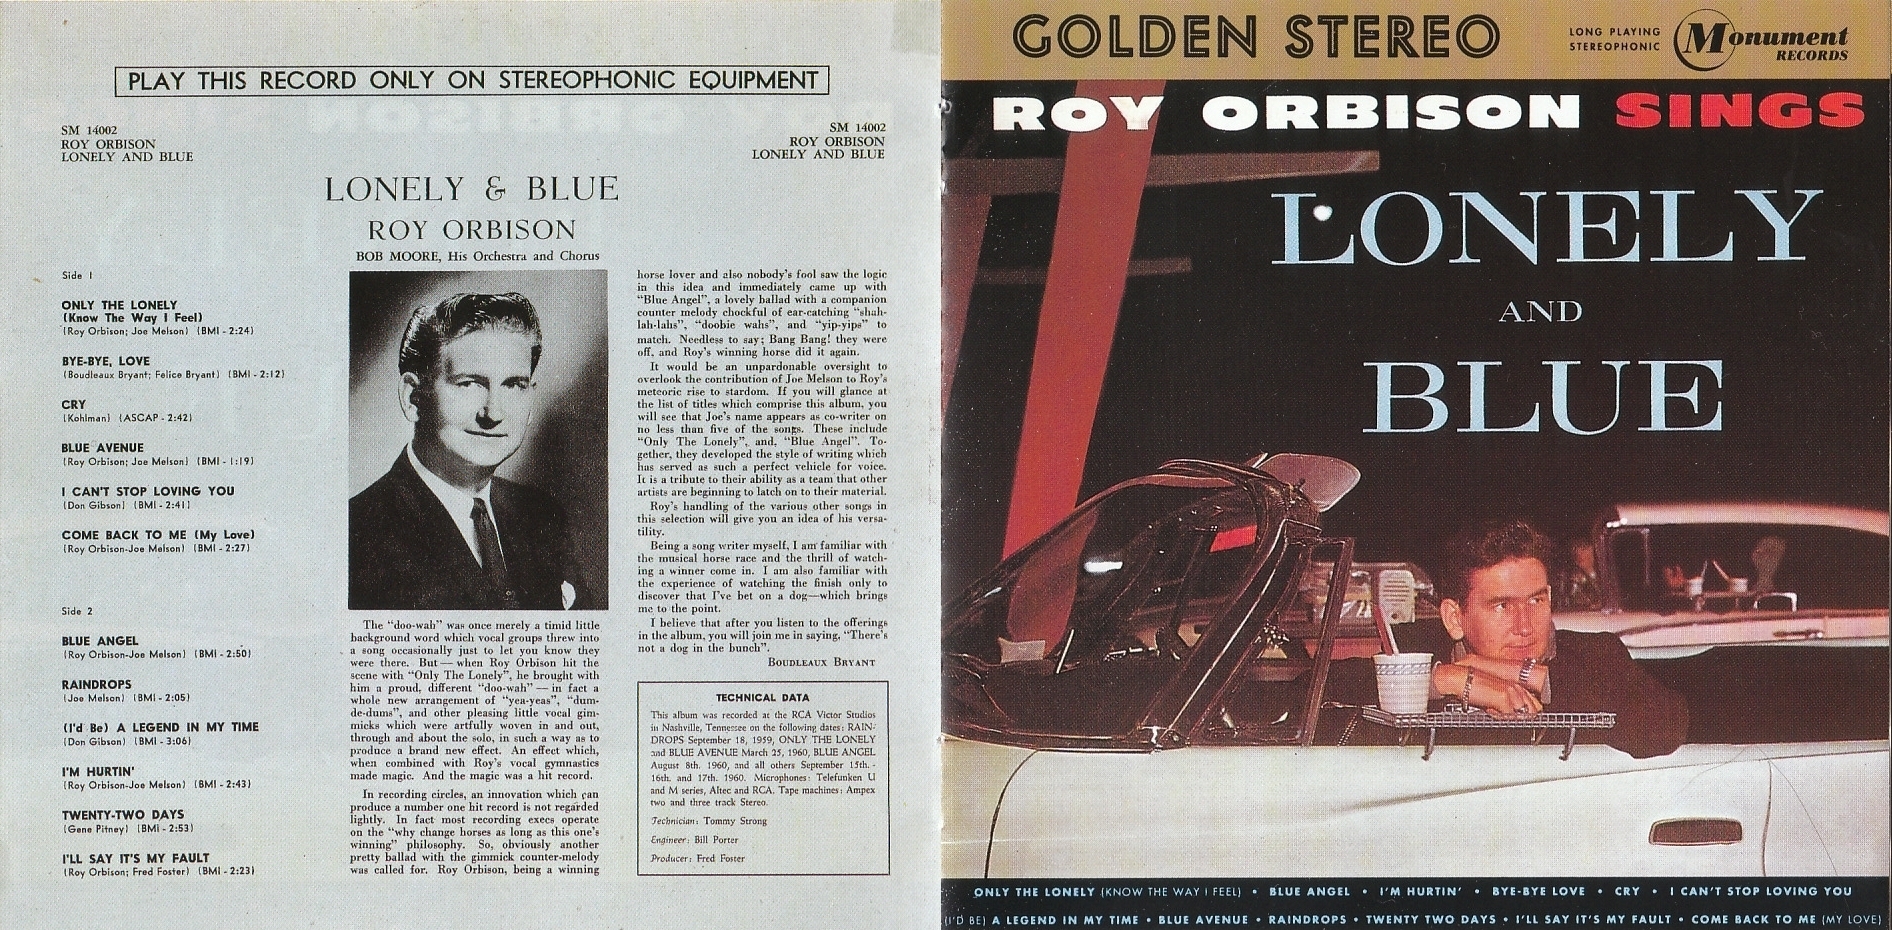 PLAY THIS RECORD ONLY ON STEREOPHONIC EQUIPMENT
SM 14002
ROY ORBISON
LONELY AND BLUE
SM 14002
ROY ORBISON
LONELY AND BLUE
LONELY & BLUE
ROY ORBISON
BOB MOORE, His Orchestra and Chorus
Side 1
ONLY THE LONELY
(Know The Way I Feel)
(Roy Orbison; Joe Melson) (BMI - 2:24)
BYE-BYE, LOVE
(Boudleaux Bryant; Felice Bryant) (BMI - 2:12)
CRY
(Kohlman) (ASCAP - 2:42)
BLUE AVENUE
(Roy Orbison; Joe Melson) (BMI - 1:19)
I CAN'T STOP LOVING YOU
(Don Gibson) (BMI - 2:41)
COME BACK TO ME (My Love)
(Roy Orbison-Joe Melson) (BMI - 2:27)
Side 2
BLUE ANGEL
(Roy Orbison-Joe Melson) (BMI - 2:50)
RAINDROPS
(Joe Melson) (BMI - 2:05)
(I'd Be) A LEGEND IN MY TIME
(Don Gibson) (BMI - 3:06)
I'M HURTIN'
(Roy Orbison-Joe Melson) (BMI - 2:43)
TWENTY-TWO DAYS
(Gene Pitney) (BMI - 2:53)
I'LL SAY IT'S MY FAULT
(Roy Orbison; Fred Foster) (BMI - 2:23)
The "doo-wah" was once merely a timid little
background word which vocal groups threw into
a song occasionally just to let you know they
were there. But — when Roy Orbison hit the
scene with "Only The Lonely", he brought with
him a proud, different "doo-wah" — in fact a
whole new arrangement of "yea-yeas", "dum-
de-dums", and other pleasing little vocal gim-
micks which were artfully woven in and out,
through and about the solo, in such a way as to
produce a brand new effect. An effect which,
when combined with Roy's vocal gymnastics
made magic. And the magic was a hit record.
In recording circles, an innovation which can
produce a number one hit record is not regarded
lightly. In fact most recording execs operate
on the "why change horses as long as this one's
winning" philosophy. So, obviously another
pretty ballad with the gimmick counter-melody
was called for. Roy Orbison, being a winning
horse lover and also nobody's fool saw the logic
in this idea and immediately came up with
"Blue Angel", a lovely ballad with a companion
counter melody chockful of ear-catching "shah-
lah-lahs", "doobie wahs", and "yip-yips" to
match. Needless to say; Bang Bang! they were
off, and Roy's winning horse did it again.
It would be an unpardonable oversight to
overlook the contribution of Joe Melson to Roy's
meteoric rise to stardom. If you will glance at
the list of titles which comprise this album, you
will see that Joe's name appears as co-writer on
no less than five of the songs. These include
"Only The Lonely", and, "Blue Angel". To-
gether, they developed the style of writing which
has served as such a perfect vehicle for voice.
It is a tribute to their ability as a team that other
artists are beginning to latch on to their material.
Roy's handling of the various other songs in
this selection will give you an idea of his versa-
tility.
Being a song writer myself, I am familiar with
the musical horse race and the thrill of watch-
ing a winner come in. I am also familiar with
the experience of watching the finish only to
discover that I've bet on a dog—which brings
me to the point.
I believe that after you listen to the offerings
in the album, you will join me in saying, "There's
not a dog in the bunch".
BOUDLEAUX BRYANT
TECHNICAL DATA
This album was recorded at the RCA Victor Studios
in Nashville, Tennessee on the following dates: RAIN-
DROPS September 18, 1959, ONLY THE LONELY
and BLUE AVENUE March 25, 1960, BLUE ANGEL
August 8th. 1960, and all others September 15th. -
16th. and 17th. 1960. Microphones: Telefunken U
and M series, Altec and RCA. Tape machines: Ampex
two and three track Stereo.
Technician: Tommy Strong
Engineer: Bill Porter
Producer: Fred Foster
GOLDEN STEREO
LONG PLAYING
STEREOPHONIC
Monument
RECORDS
ROY ORBISON SINGS
LONELY
AND
BLUE
ONLY THE LONELY (KNOW THE WAY I FEEL) • BLUE ANGEL • I'M HURTIN' • BYE-BYE LOVE • CRY • I CAN'T STOP LOVING YOU
(I'D BE) A LEGEND IN MY TIME • BLUE AVENUE • RAINDROPS • TWENTY TWO DAYS • I'LL SAY IT'S MY FAULT • COME BACK TO ME (MY LOVE)